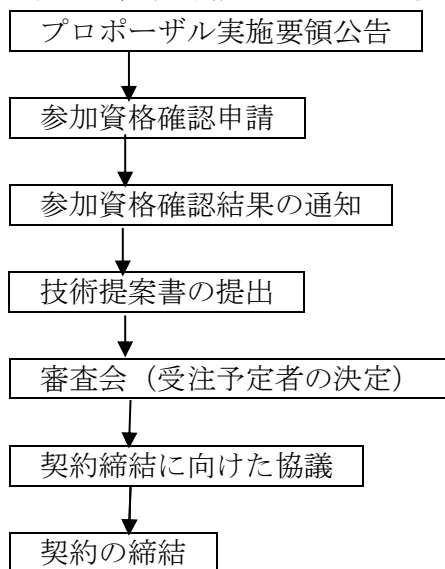 プロポーザル実施要領公告
参加資格確認申請
参加資格確認結果の通知
技術提案書の提出
審査会（受注予定者の決定）
契約締結に向けた協議
契約の締結